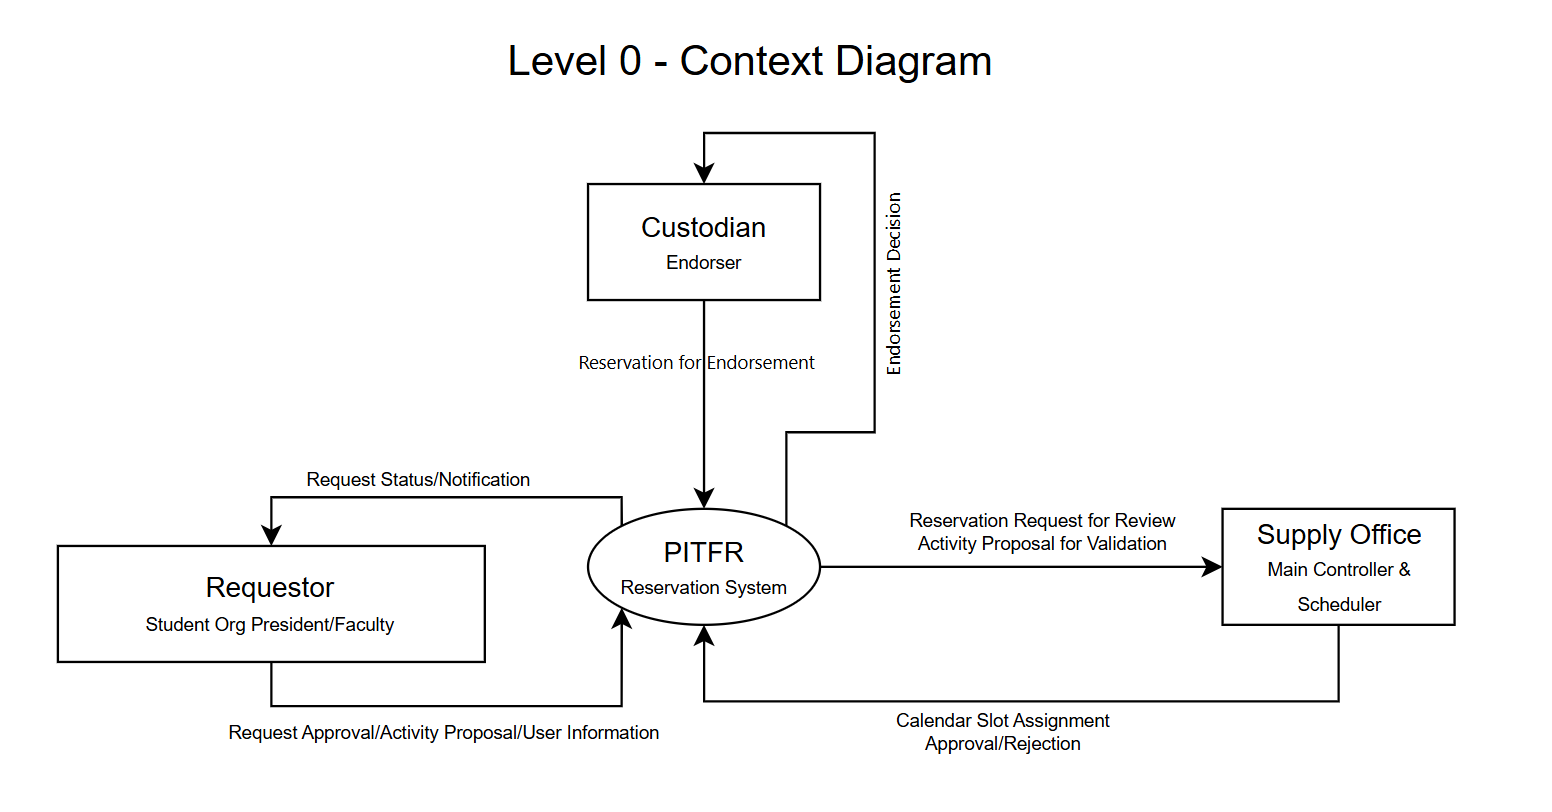 Level 0 - Context Diagram
Custodian
Endorser
Endorsement Decision
Reservation for Endorsement
Request Status/Notification
Requestor
Student Org President/Faculty
PITFR
Reservation System
Reservation Request for Review
Activity Proposal for Validation
Supply Office
Main Controller &
Scheduler
Request Approval/Activity Proposal/User Information
Calendar Slot Assignment
Approval/Rejection